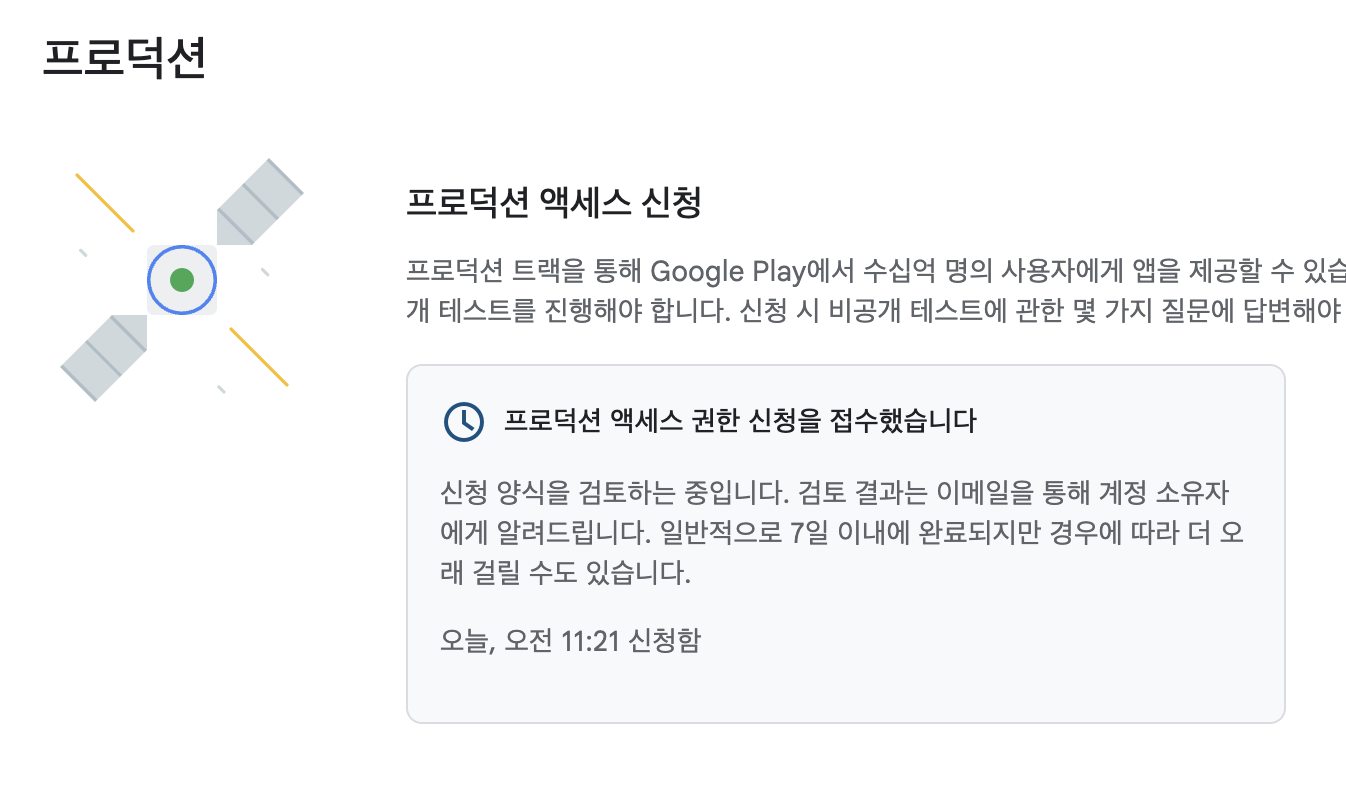 프로덕션
프로덕션 액세스 신청
프로덕션 트랙을 통해 Google Play에서 수십억 명의 사용자에게 앱을 제공할 수 있습
개 테스트를 진행해야 합니다. 신청 시 비공개 테스트에 관한 몇 가지 질문에 답변해야
프로덕션 액세스 권한 신청을 접수했습니다
신청 양식을 검토하는 중입니다. 검토 결과는 이메일을 통해 계정 소유자
에게 알려드립니다. 일반적으로 7일 이내에 완료되지만 경우에 따라 더 오
래 걸릴 수도 있습니다.
오늘, 오전 11:21 신청함